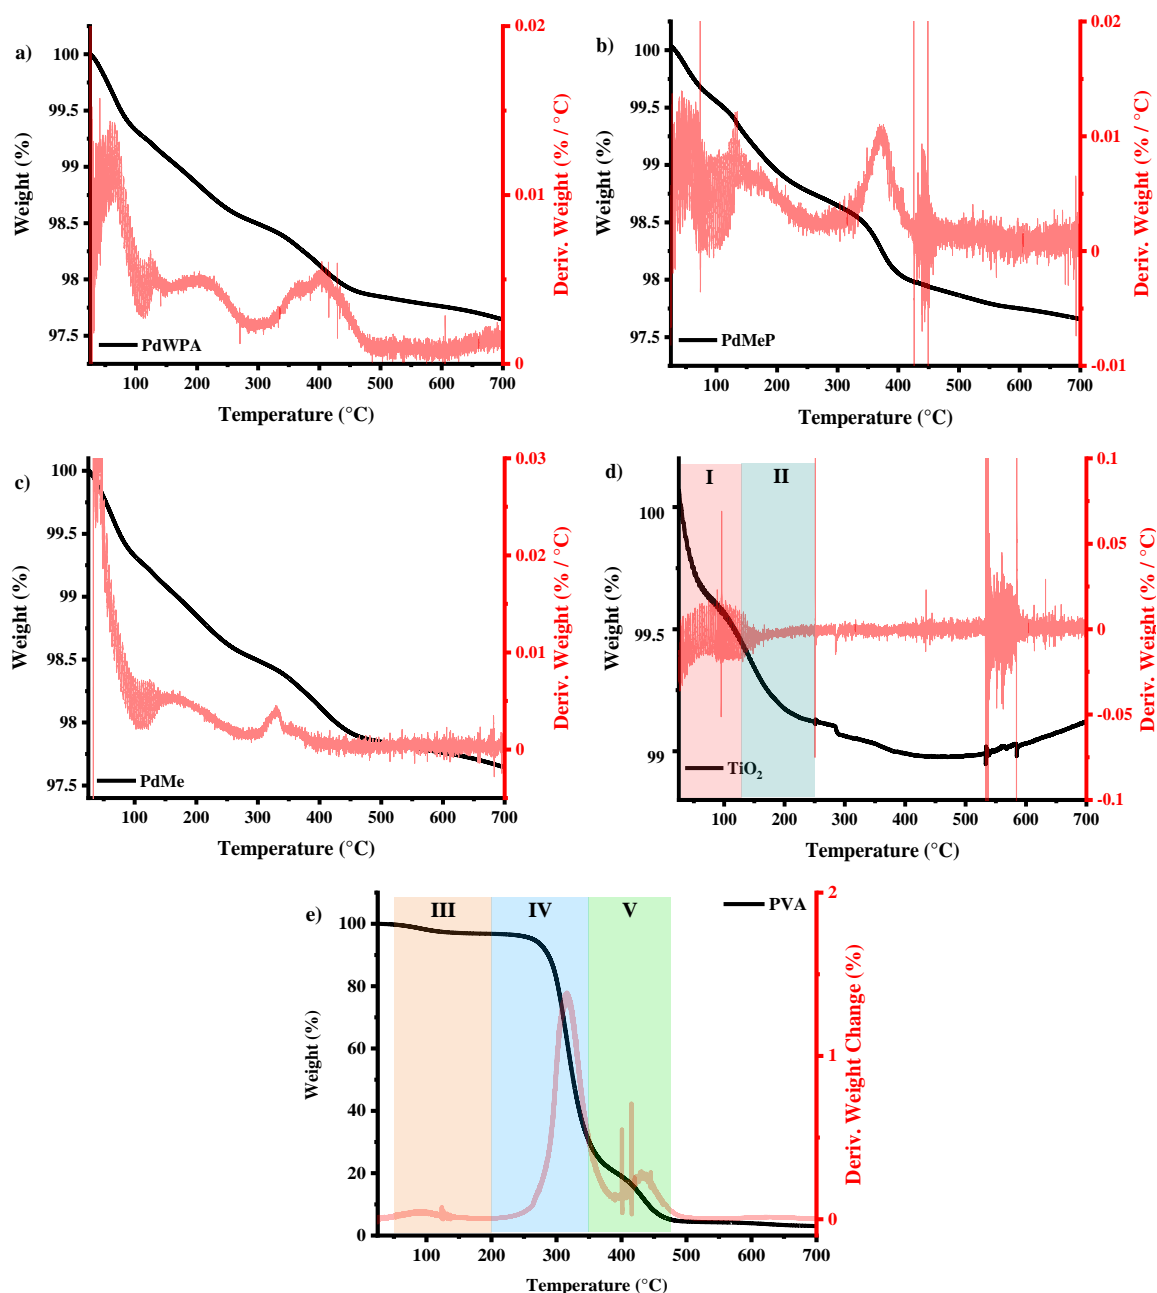 a)
100
99.5
99
98.5
98
97.5
Weight (%)
0.02
0.01
0
Deriv. Weight (% / °C)
PdWPA
100 200 300 400 500 600 700
Temperature (°C)
b)
100
99.5
99
98.5
98
97.5
Weight (%)
0.02
0.01
0
-0.01
Deriv. Weight (% / °C)
PdMeP
100 200 300 400 500 600 700
Temperature (°C)
c)
100
99.5
99
98.5
98
97.5
Weight (%)
0.03
0.02
0.01
0
Deriv. Weight (% / °C)
PdMe
100 200 300 400 500 600 700
Temperature (°C)
d)
I II
100
99.5
99
Weight (%)
0.1
0.05
0
-0.05
-0.1
Deriv. Weight (% / °C)
TiO₂
100 200 300 400 500 600 700
Temperature (°C)
e)
III IV V
PVA
100
80
60
40
20
0
Weight (%)
2
1
0
Deriv. Weight Change (%)
100 200 300 400 500 600 700
Temperature (°C)